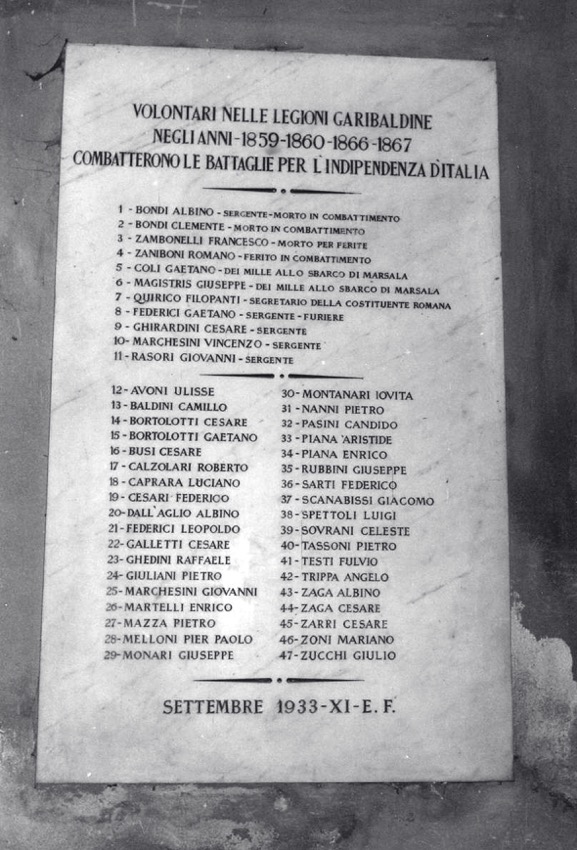 VOLONTARI NELLE LEGIONI GARIBALDINE
NEGLI ANNI-1859-1860-1866-1867
COMBATTERONO LE BATTAGLIE PER L'INDIPENDENZA D'ITALIA
1 - BONDI ALBINO - SERGENTE-MORTO IN COMBATTIMENTO
2 - BONDI CLEMENTE - MORTO IN COMBATTIMENTO
3 - ZAMBONELLI FRANCESCO - MORTO PER FERITE
4 - ZANIBONI ROMANO - FERITO IN COMBATTIMENTO
5 - COLI GAETANO - DEI MILLE ALLO SBARCO DI MARSALA
6 - MAGISTRIS GIUSEPPE - DEI MILLE ALLO SBARCO DI MARSALA
7 - QUIRICO FILOPANTI - SEGRETARIO DELLA COSTITUENTE ROMANA
8 - FEDERICI GAETANO - SERGENTE - FURIERE
9 - GHIRARDINI CESARE - SERGENTE
10 - MARCHESINI VINCENZO - SERGENTE
11 - RASORI GIOVANNI - SERGENTE
12 - AVONI ULISSE
13 - BALDINI CAMILLO
14 - BORTOLOTTI CESARE
15 - BORTOLOTTI GAETANO
16 - BUSI CESARE
17 - CALZOLARI ROBERTO
18 - CAPRARA LUCIANO
19 - CESARI FEDERICO
20 - DALL'AGLIO ALBINO
21 - FEDERICI LEOPOLDO
22 - GALLETTI CESARE
23 - GHEDINI RAFFAELE
24 - GIULIANI PIETRO
25 - MARCHESINI GIOVANNI
26 - MARTELLI ENRICO
27 - MAZZA PIETRO
28 - MELLONI PIER PAOLO
29 - MONARI GIUSEPPE
30 - MONTANARI IOVITA
31 - NANNI PIETRO
32 - PASINI CANDIDO
33 - PIANA ARISTIDE
34 - PIANA ENRICO
35 - RUBBINI GIUSEPPE
36 - SARTI FEDERICO
37 - SCANABISSI GIACOMO
38 - SPETTOLI LUIGI
39 - SOVRANI CELESTE
40 - TASSONI PIETRO
41 - TESTI FULVIO
42 - TRIPPA ANGELO
43 - ZAGA ALBINO
44 - ZAGA CESARE
45 - ZARRI CESARE
46 - ZONI MARIANO
47 - ZUCCHI GIULIO
SETTEMBRE 1933-XI-E.F.